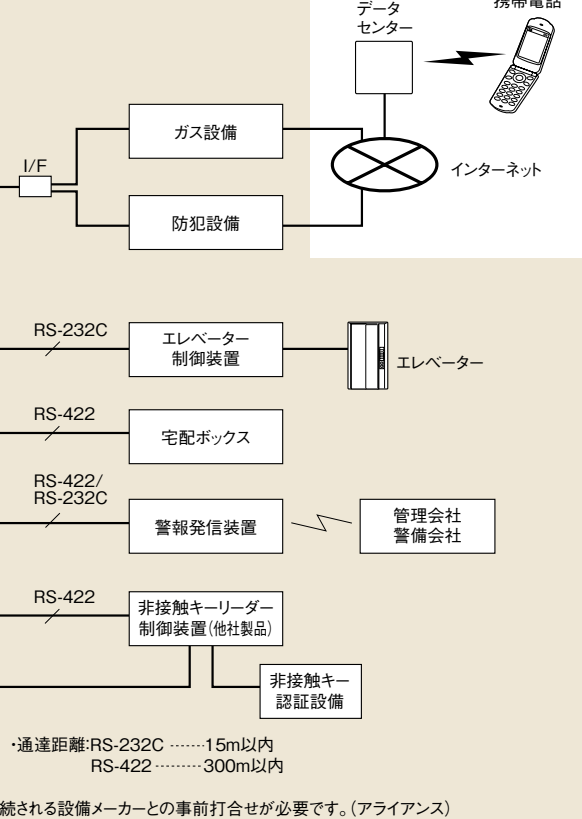 データ
センター
携帯電話
ガス設備
I/F
インターネット
防犯設備
RS-232C
エレベーター
制御装置
エレベーター
RS-422
宅配ボックス
RS-422/
RS-232C
警報発信装置
管理会社
警備会社
RS-422
非接触キーリーダー
制御装置(他社製品)
非接触キー
認証設備
・通達距離:RS-232C ‥‥‥15m以内
RS-422 ‥‥‥‥300m以内
続される設備メーカーとの事前打合せが必要です。(アライアンス)